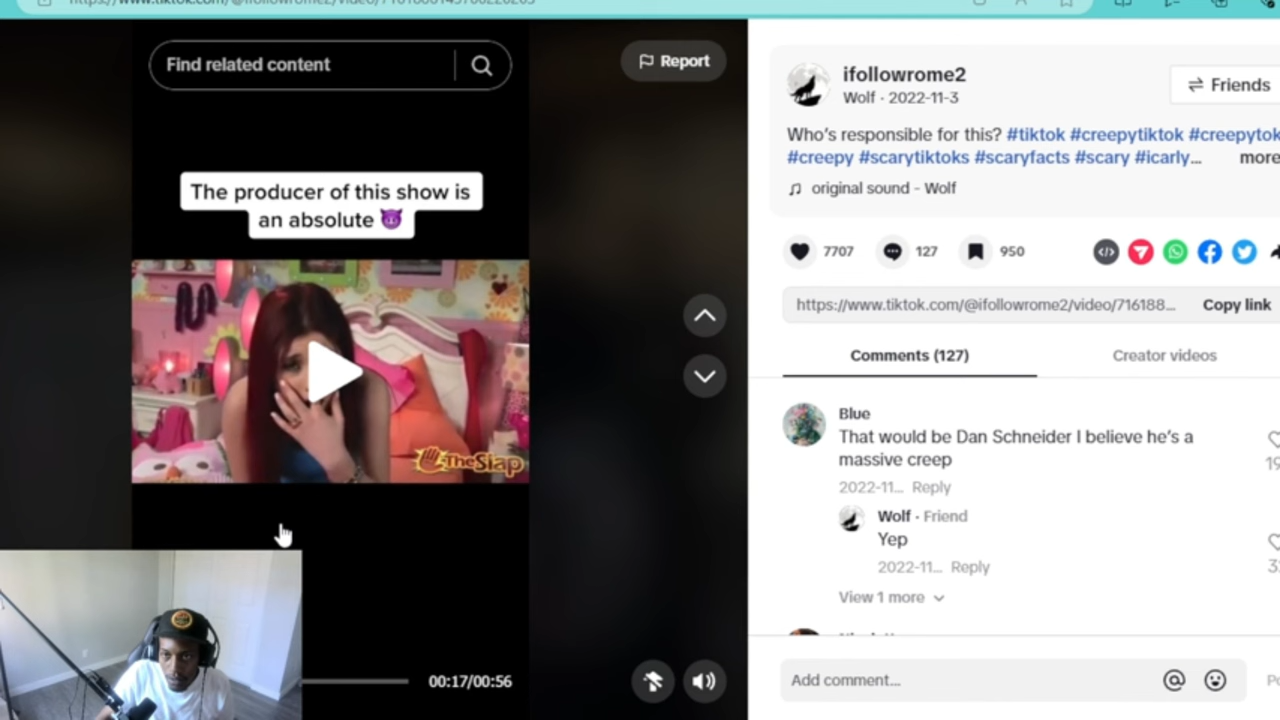 Find related content
Report
The producer of this show is
an absolute 😈
TheSlap
00:17/00:56
ifollowrome2
Wolf · 2022-11-3
Friends
Who's responsible for this? #tiktok #creepytiktok #creepytok
#creepy #scarytiktoks #scaryfacts #scary #icarly... more
original sound - Wolf
7707
127
950
https://www.tiktok.com/@ifollowrome2/video/716188...
Copy link
Comments (127)
Creator videos
Blue
That would be Dan Schneider I believe he's a
massive creep
2022-11... Reply
Wolf · Friend
Yep
2022-11... Reply
View 1 more
Add comment...